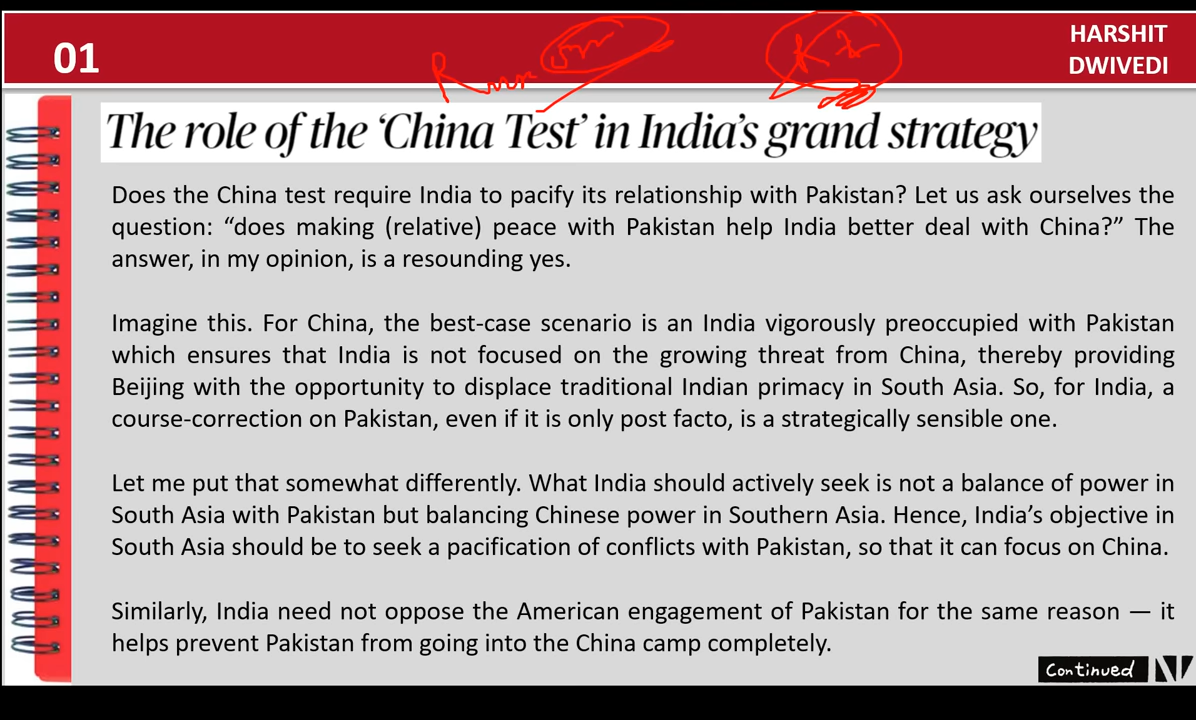 01
HARSHIT
DWIVEDI
The role of the ‘China Test’ in India’s grand strategy
Does the China test require India to pacify its relationship with Pakistan? Let us ask ourselves the
question: “does making (relative) peace with Pakistan help India better deal with China?” The
answer, in my opinion, is a resounding yes.
Imagine this. For China, the best-case scenario is an India vigorously preoccupied with Pakistan
which ensures that India is not focused on the growing threat from China, thereby providing
Beijing with the opportunity to displace traditional Indian primacy in South Asia. So, for India, a
course-correction on Pakistan, even if it is only post facto, is a strategically sensible one.
Let me put that somewhat differently. What India should actively seek is not a balance of power in
South Asia with Pakistan but balancing Chinese power in Southern Asia. Hence, India’s objective in
South Asia should be to seek a pacification of conflicts with Pakistan, so that it can focus on China.
Similarly, India need not oppose the American engagement of Pakistan for the same reason — it
helps prevent Pakistan from going into the China camp completely.
Continued